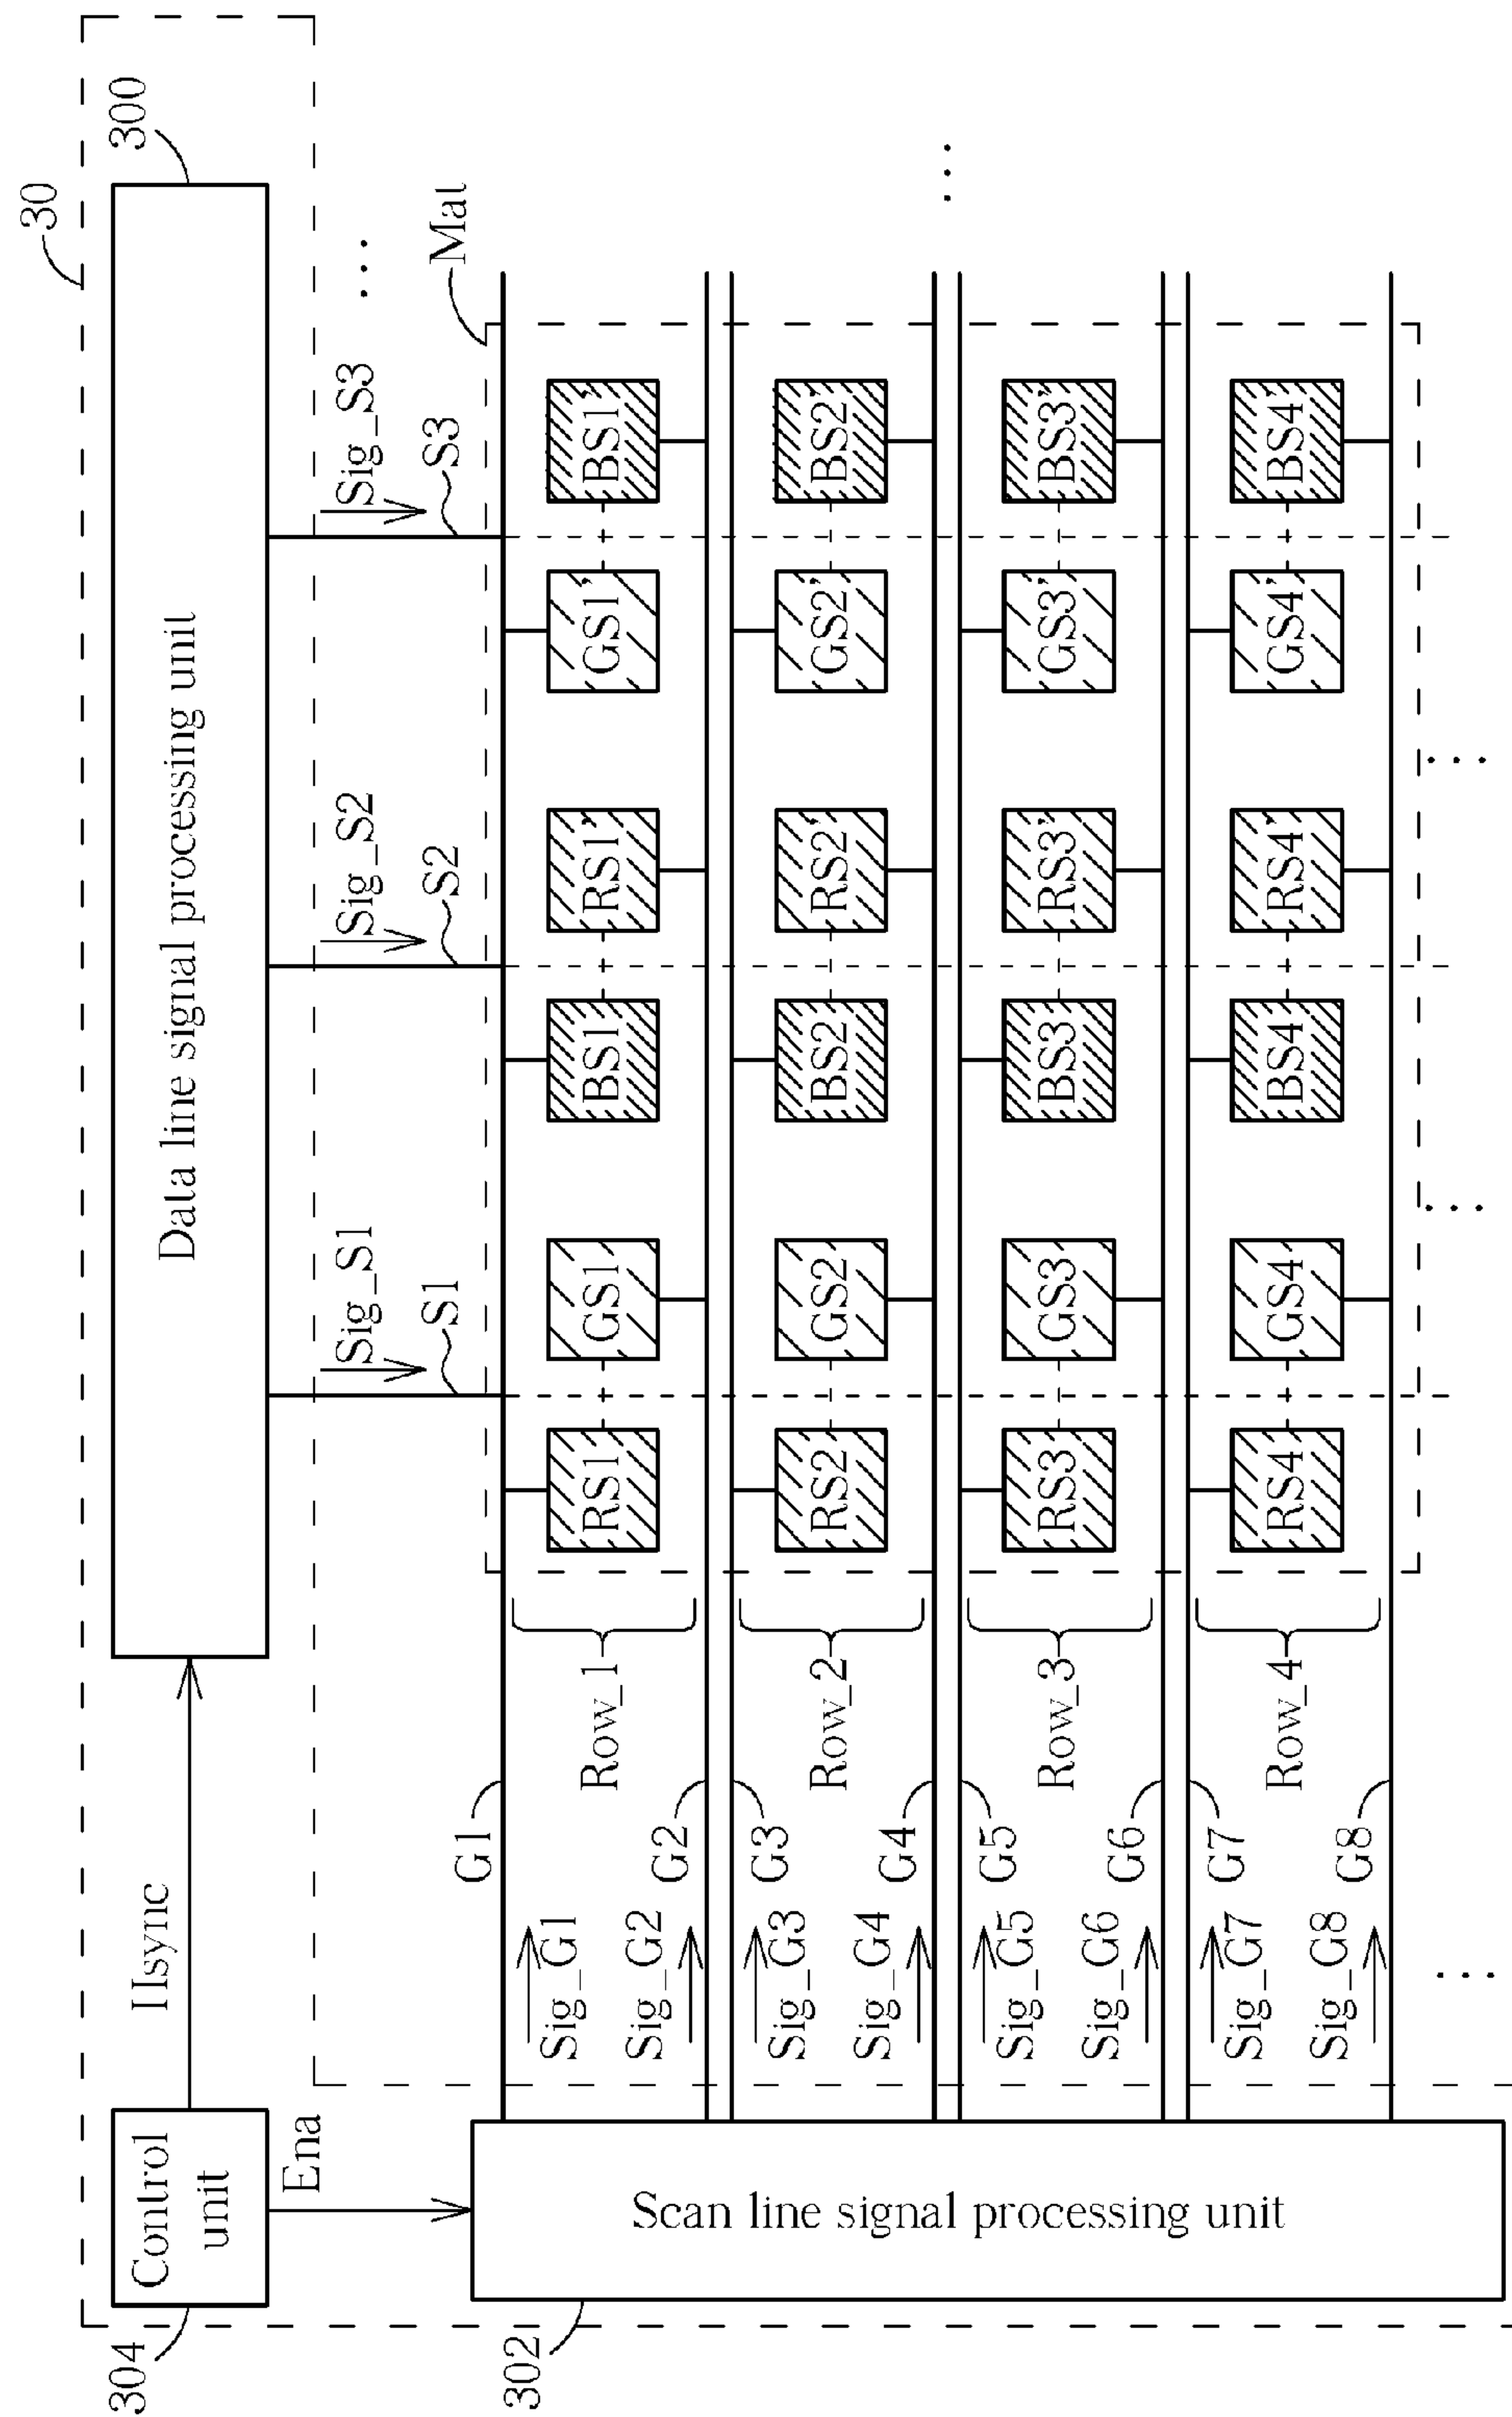 30
304
Control
unit
Hsync
Data line signal processing unit
300
Ena
Sig_S1
Sig_S2
Sig_S3
...
S1
S2
S3
Mat
302
Scan line signal processing unit
Sig_G1
G1
Row_1
RS1
GS1
BS1
RS1'
GS1'
BS1'
Sig_G2
G2
Sig_G3
G3
Row_2
RS2
GS2
BS2
RS2'
GS2'
BS2'
...
Sig_G4
G4
Sig_G5
G5
Row_3
RS3
GS3
BS3
RS3'
GS3'
BS3'
Sig_G6
G6
Sig_G7
G7
Row_4
RS4
GS4
BS4
RS4'
GS4'
BS4'
Sig_G8
G8
...
...
...